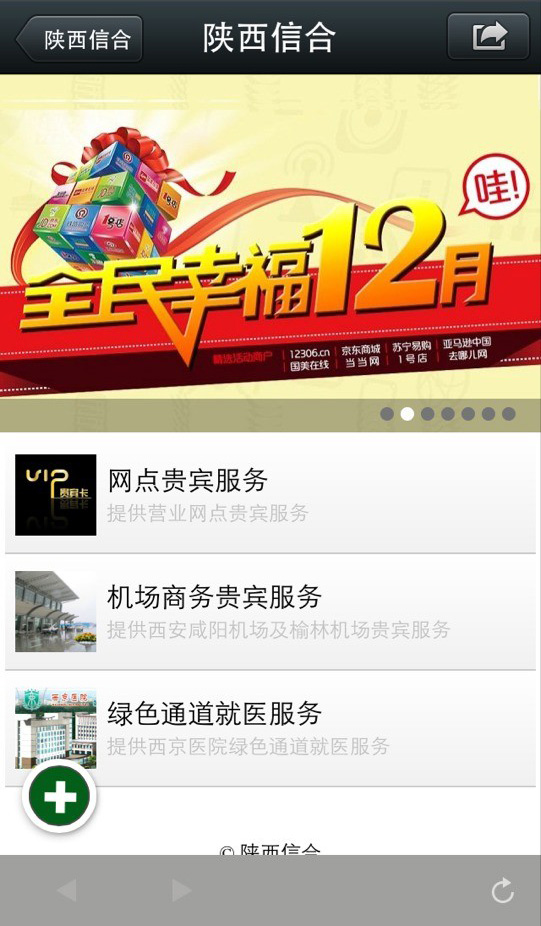 陕西信合
陕西信合
哇!
1号店
全民幸福12月
精选活动商户
12306.cn 京东商城 苏宁易购 亚马逊中国
国美在线 当当网 1号店 去哪儿网
VIP
贵宾卡
网点贵宾服务
提供营业网点贵宾服务
机场商务贵宾服务
提供西安咸阳机场及榆林机场贵宾服务
西京医院
绿色通道就医服务
提供西京医院绿色通道就医服务
© 陕西信合